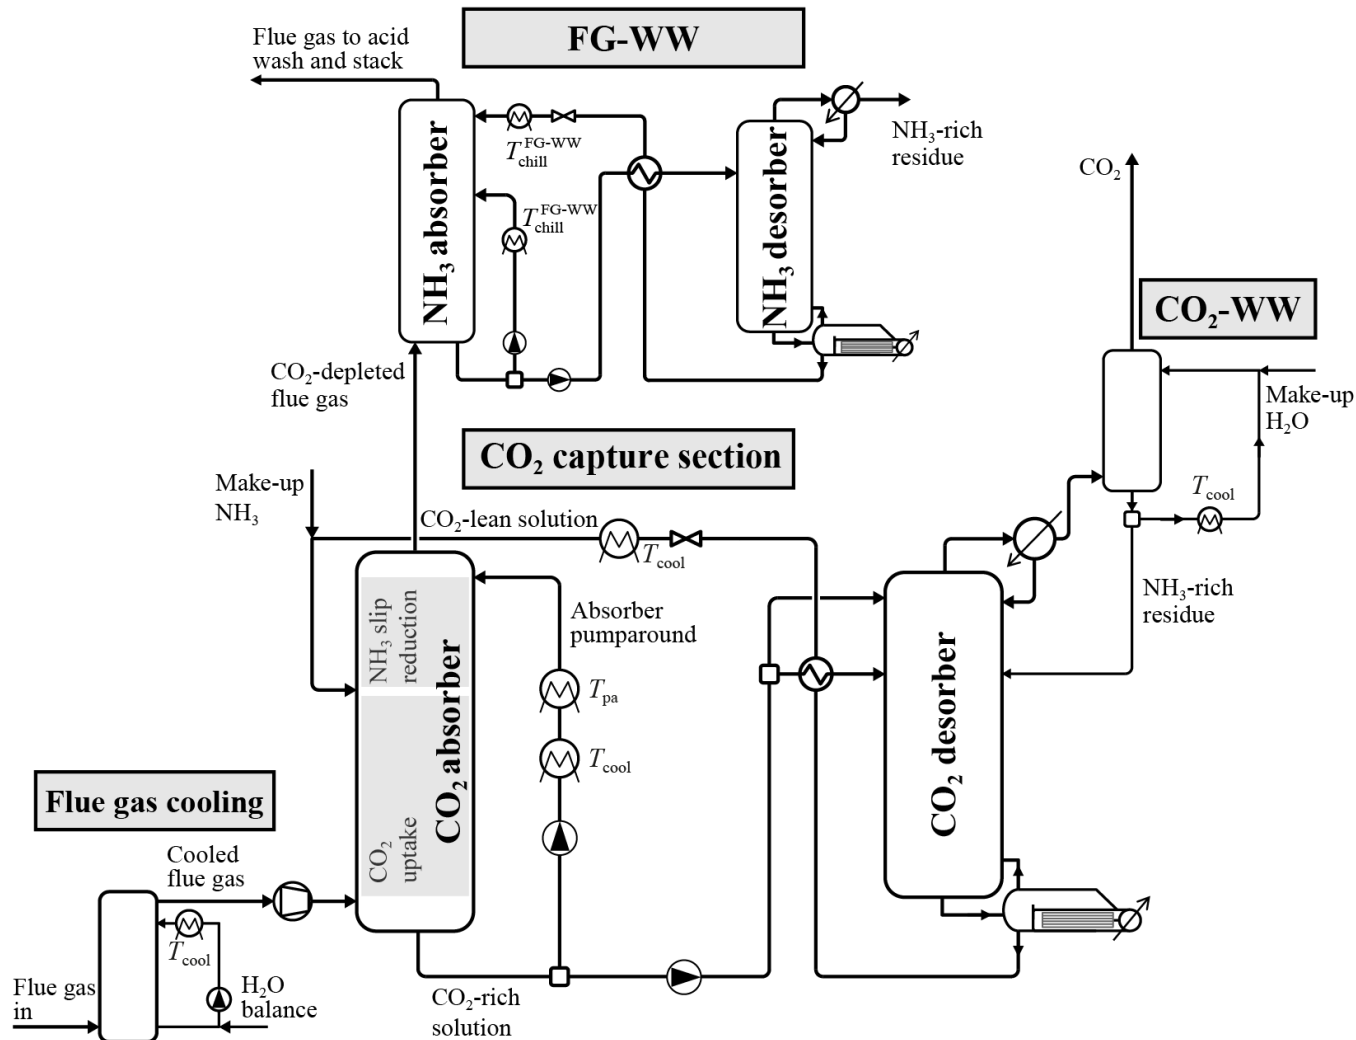 FG-WW
Flue gas to acid
wash and stack
NH₃ absorber
T_chill^FG-WW
T_chill^FG-WW
NH₃ desorber
NH₃-rich
residue
CO₂
CO₂-WW
Make-up
H₂O
T_cool
NH₃-rich
residue
CO₂-depleted
flue gas
CO₂ capture section
Make-up
NH₃
CO₂-lean solution
T_cool
NH₃ slip
reduction
CO₂
uptake
CO₂ absorber
Absorber
pumparound
T_pa
T_cool
CO₂ desorber
Flue gas cooling
Cooled
flue gas
T_cool
Flue gas
in
H₂O
balance
CO₂-rich
solution